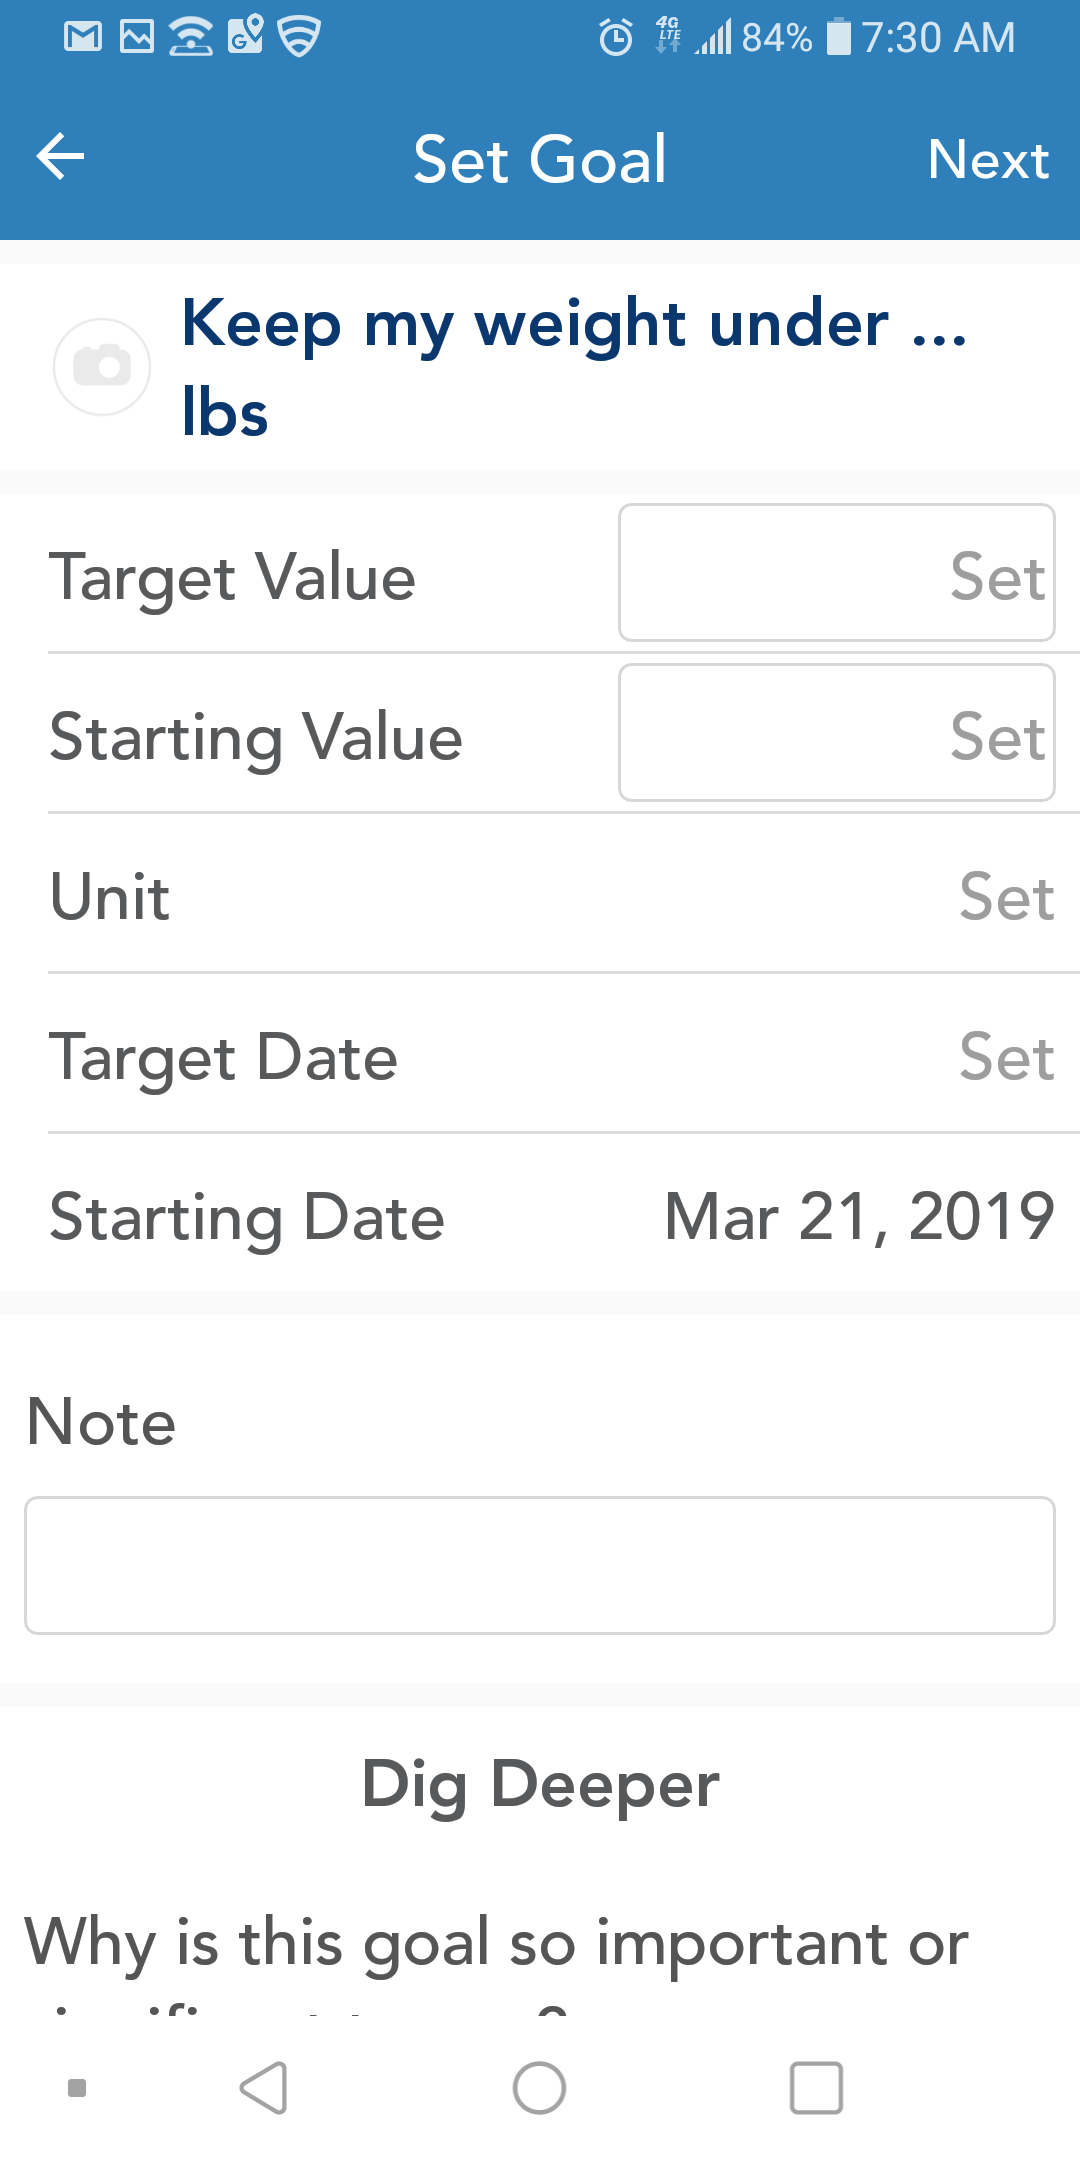 4G LTE 84% 7:30 AM
Set Goal Next
Keep my weight under ...
lbs
Target Value Set
Starting Value Set
Unit Set
Target Date Set
Starting Date Mar 21, 2019
Note
Dig Deeper
Why is this goal so important or